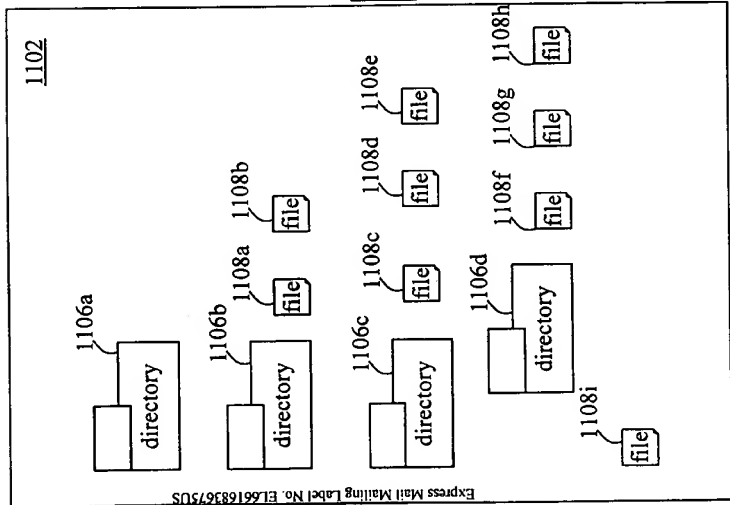 1102
1106a
directory
1106b
1108a
1108b
directory
file
file
1106c
1108c
1108d
1108e
directory
file
file
file
1106d
1108f
1108g
1108h
directory
file
file
file
1108i
file
Express Mail Mailing Label No. EL661683675US